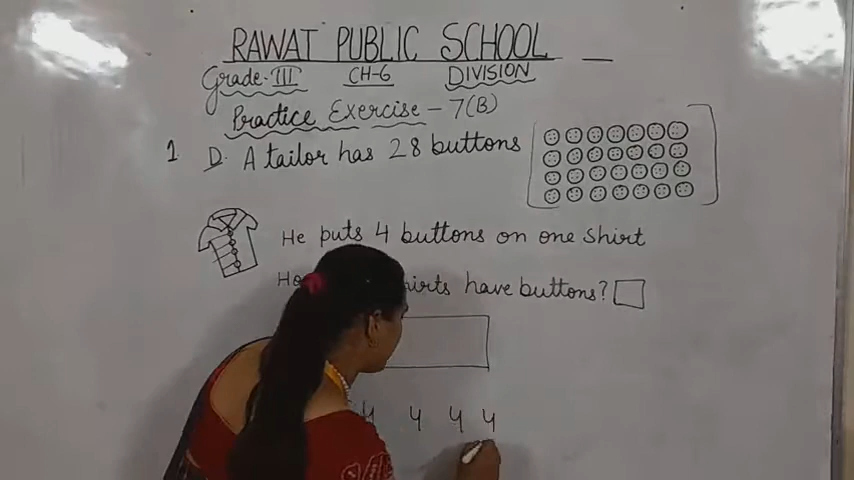 RAWAT PUBLIC SCHOOL
Grade-III CH-6 DIVISION
Practice Exercise - 7(B)
1 D. A tailor has 28 buttons
He puts 4 buttons on one shirt
have buttons?
4 4 4 4